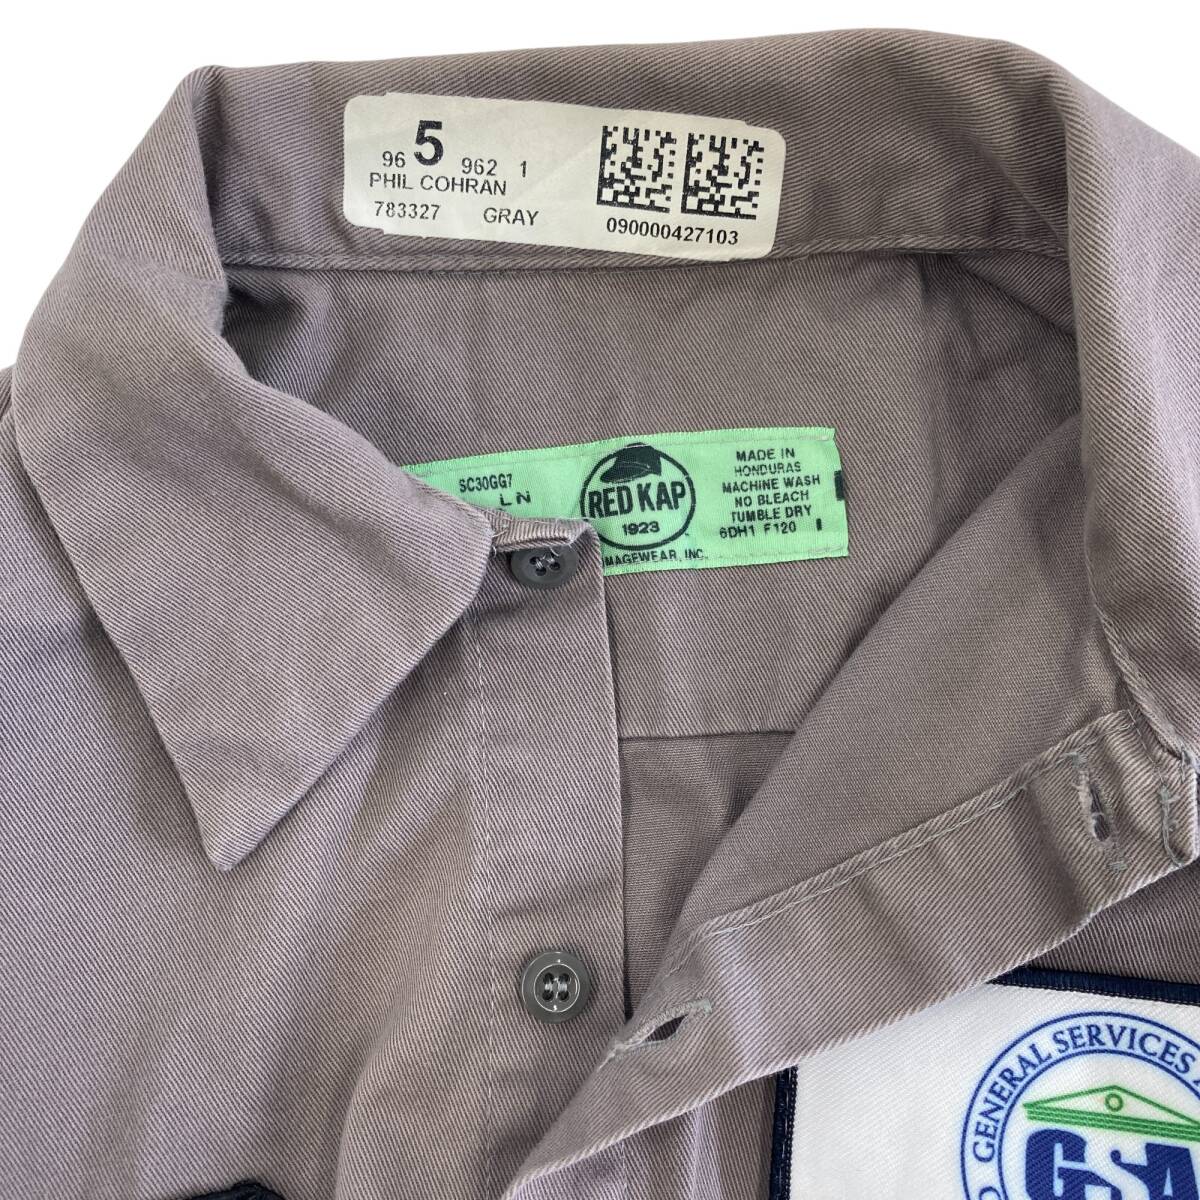 96 5 962 1
PHIL COHRAN
783327 GRAY
090000427103
SC30GG7
LN
RED KAP
1923
MAGEWEAR, INC.
MADE IN
HONDURAS
MACHINE WASH
NO BLEACH
TUMBLE DRY
6DH1 F120 I
GENERAL SERVICES
GSA